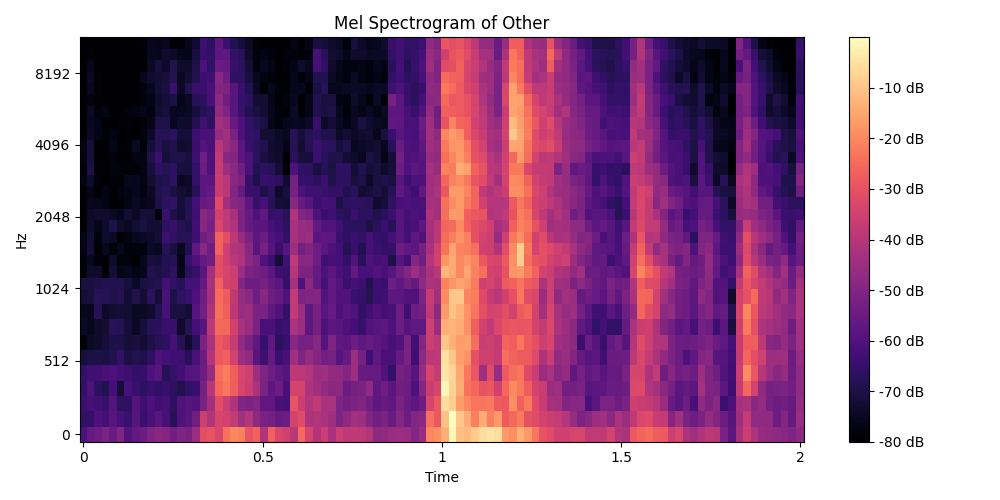 Mel Spectrogram of Other
Hz
8192
4096
2048
1024
512
0
0
0.5
1
1.5
2
Time
-10 dB
-20 dB
-30 dB
-40 dB
-50 dB
-60 dB
-70 dB
-80 dB